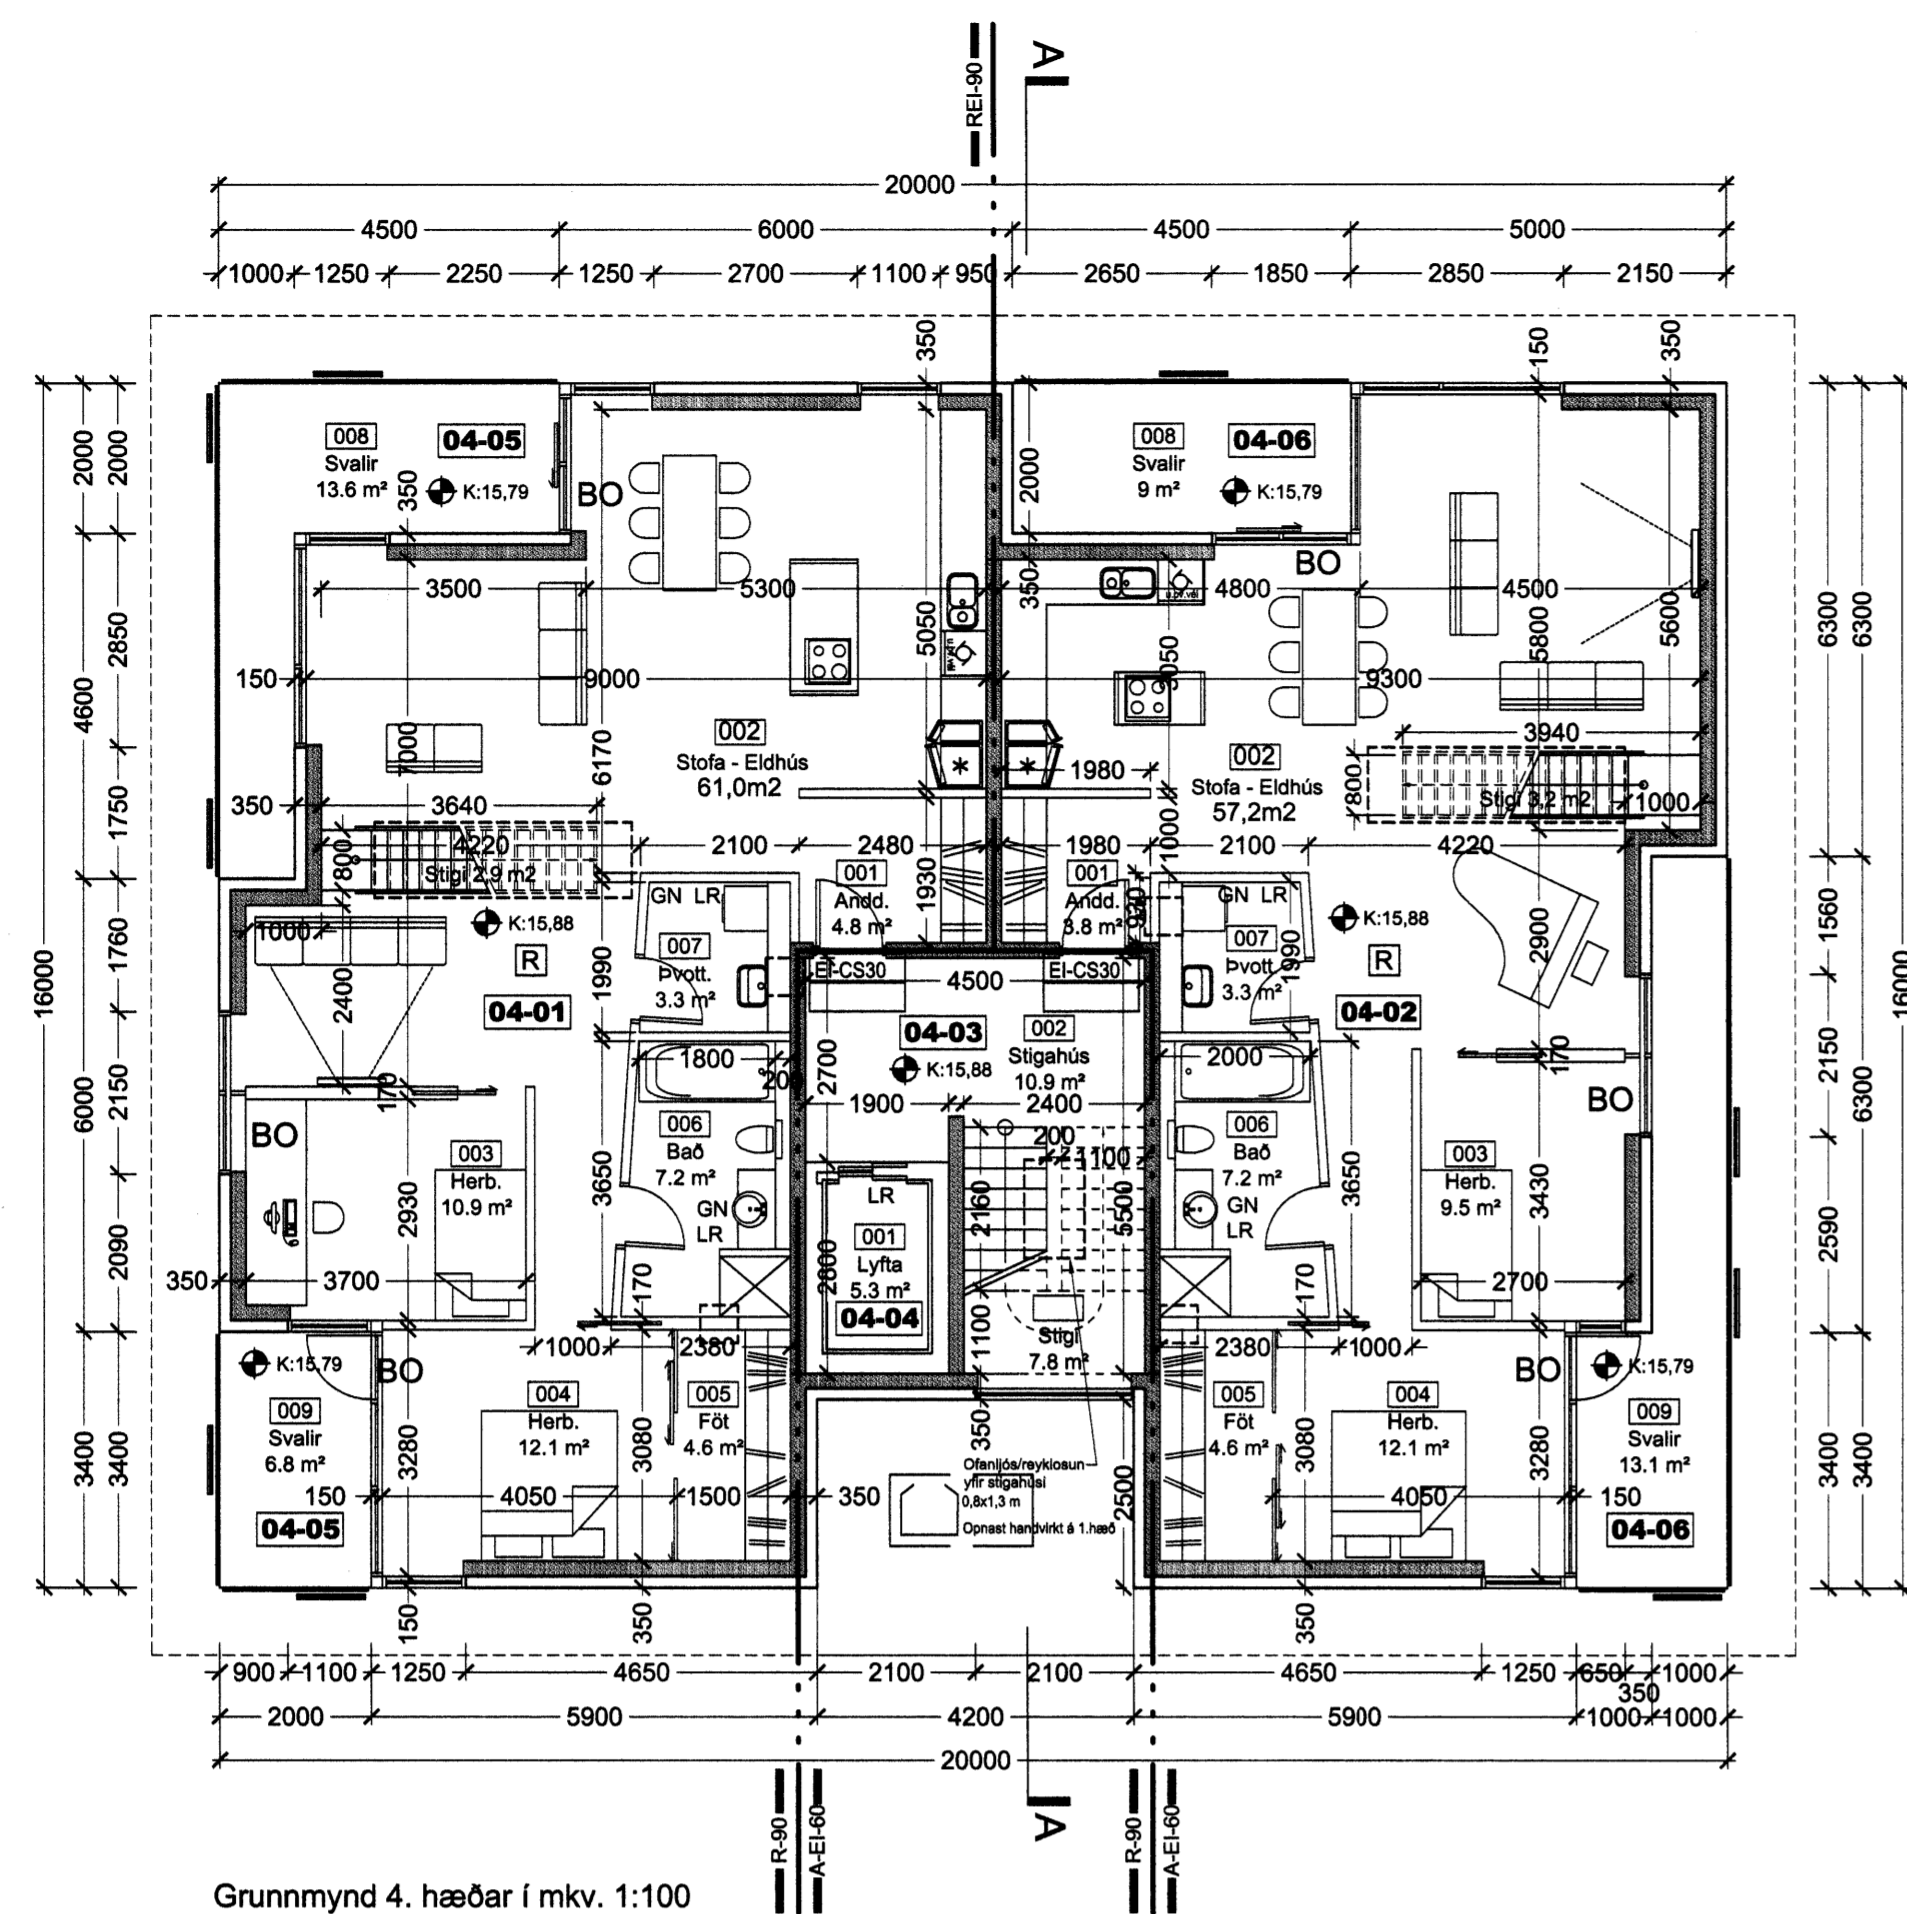 REI-90
A
20000
4500 6000 4500 5000
1000 1250 2250 1250 2700 1100 950 2650 1850 2850 2150
350 150 350
16000
2000 2000
4600 2850
1750
6000 1760
2150
2090
3400 3400
008
Svalir
13.6 m²
04-05
K:15,79
BO
350
008
Svalir
9 m²
04-06
K:15,79
BO
2000
350
3500 5300 4800 4500
5050 5800 5600
150 9000 9300
7000 6170
002
Stofa - Eldhús
61,0m2
002
Stofa - Eldhús
57,2m2
1980 3940
350 3640
800 1000
Stigi 3,2 m2
4220 2100 2480 1980 2100 4220
800
Stigi 2,9 m2
1000
K:15,88
1000
2400
R
04-01
GN LR
007
Þvott.
3.3 m²
1990
001
Andd.
4.8 m²
1930
001
Andd.
3.8 m²
GN LR
007
Þvott.
3.3 m²
1990
K:15,88
R
04-02
2900
EI-CS30 4500 EI-CS30
04-03
K:15,88
002
Stigahús
10.9 m²
2700
1900 2400
1800 200
2000
170 170
BO
003
Herb.
10.9 m²
2930
3650
006
Bað
7.2 m²
GN
LR
200
1100
2160 5500
LR
001
Lyfta
5.3 m²
04-04
2800
1100
Stigi
7.8 m²
006
Bað
7.2 m²
GN
LR
3650
BO
003
Herb.
9.5 m²
3430
350 3700
170 170
2700
K:15,79
BO
1000 2380 2380 1000
BO
K:15,79
009
Svalir
6.8 m²
04-05
150
3280
004
Herb.
12.1 m²
3080
005
Föt
4.6 m²
4050 1500
350
350
Ofanljós/reyklosun
yfir stigahúsi
0,8x1,3 m
Opnast handvirkt á 1.hæð
2500
005
Föt
4.6 m²
3080
004
Herb.
12.1 m²
3280
4050 150
009
Svalir
13.1 m²
04-06
6300 6300
1560
2150 6300
2590
3400 3400
16000
150 350 350
900 1100 1250 4650 2100 2100 4650 1250 650 1000
350
2000 5900 4200 5900 1000 1000
20000
R-90
A-EI-60
A
R-90
A-EI-60
Grunnmynd 4. hæðar í mkv. 1:100